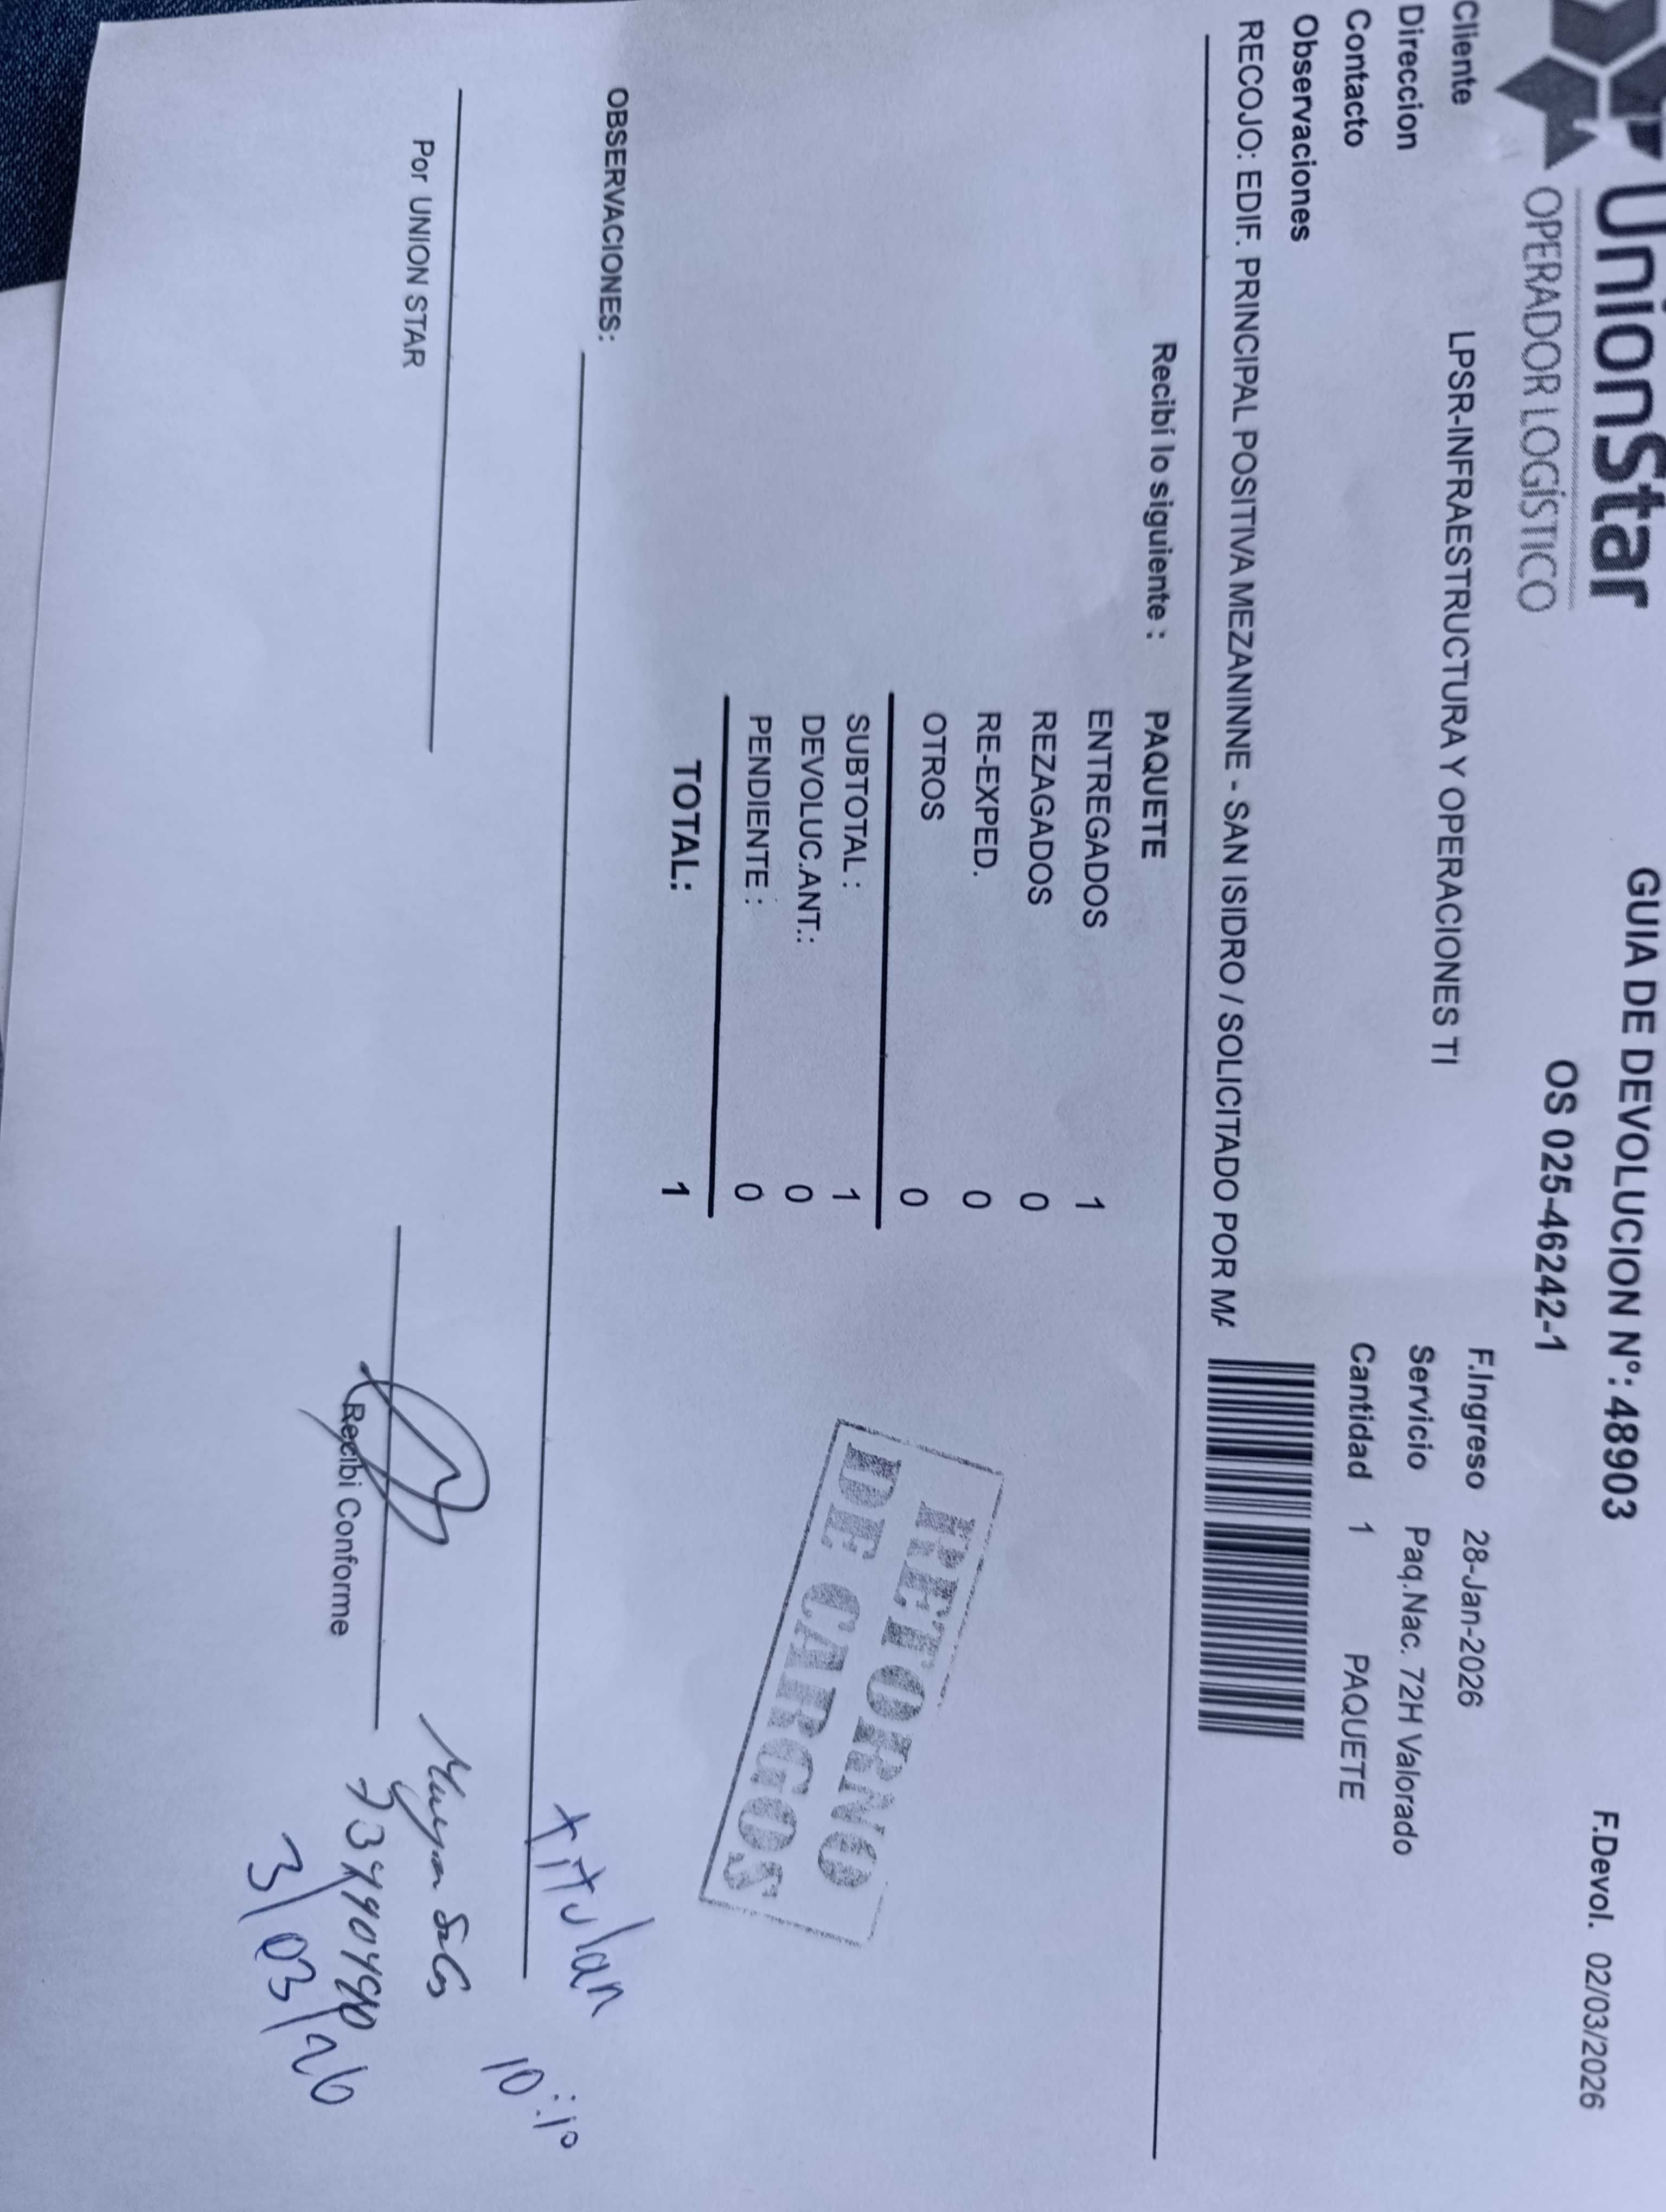 UnionStar
OPERADOR LOGÍSTICO
GUIA DE DEVOLUCION N°: 48903
F.Devol. 02/03/2026
OS 025-46242-1
Cliente LPSR-INFRAESTRUCTURA Y OPERACIONES TI
F.Ingreso 28-Jan-2026
Direccion
Servicio Paq.Nac. 72H Valorado
Contacto
Cantidad 1 PAQUETE
Observaciones
RECOJO: EDIF. PRINCIPAL POSITIVA MEZANINNE - SAN ISIDRO / SOLICITADO POR MA
Recibí lo siguiente : PAQUETE
ENTREGADOS 1
REZAGADOS 0
RE-EXPED. 0
OTROS 0
SUBTOTAL : 1
DEVOLUC.ANT.: 0
PENDIENTE : 0
TOTAL: 1
RETORNO
DE CARGOS
OBSERVACIONES:
titular
10:10
Por UNION STAR
Recibi Conforme
3/03/26